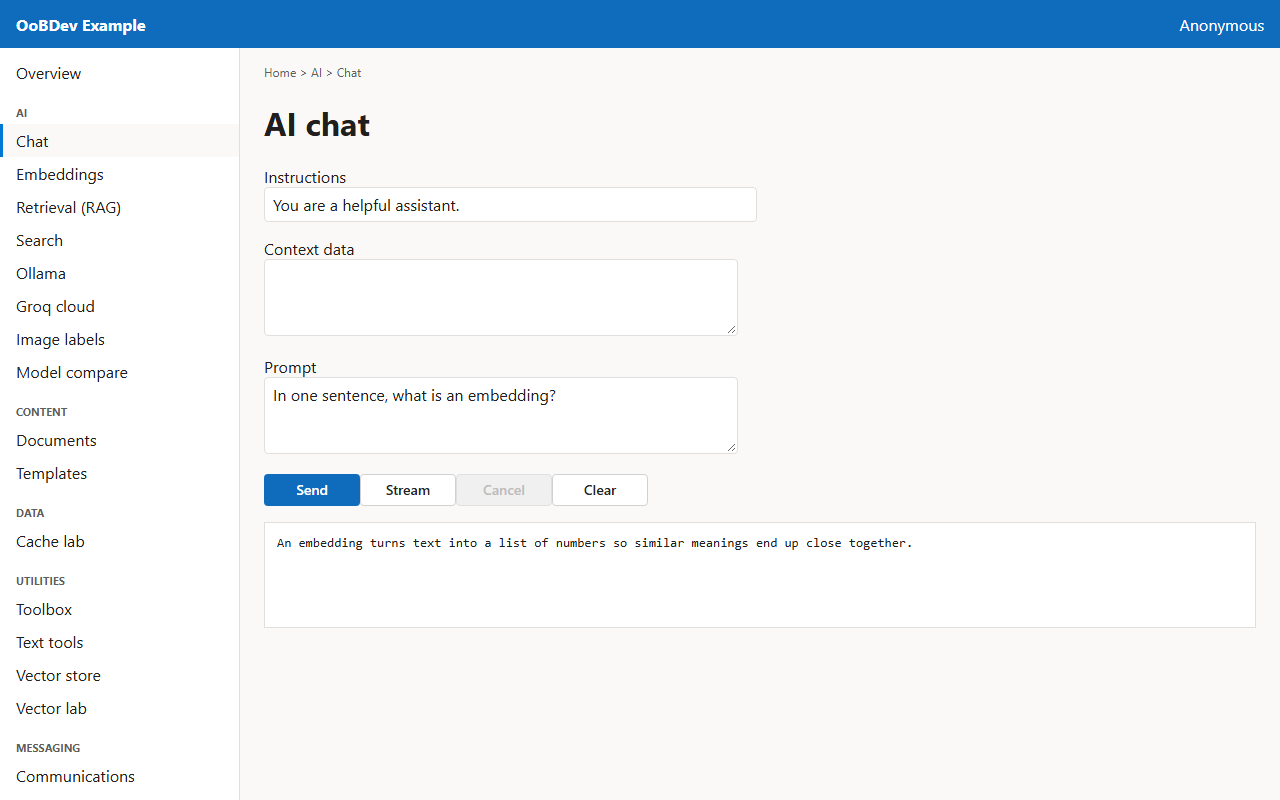 OoBDev Example
Anonymous
Overview
AI
Chat
Embeddings
Retrieval (RAG)
Search
Ollama
Groq cloud
Image labels
Model compare
CONTENT
Documents
Templates
DATA
Cache lab
UTILITIES
Toolbox
Text tools
Vector store
Vector lab
MESSAGING
Communications
Home > AI > Chat
AI chat
Instructions
You are a helpful assistant.
Context data
Prompt
In one sentence, what is an embedding?
Send
Stream
Cancel
Clear
An embedding turns text into a list of numbers so similar meanings end up close together.